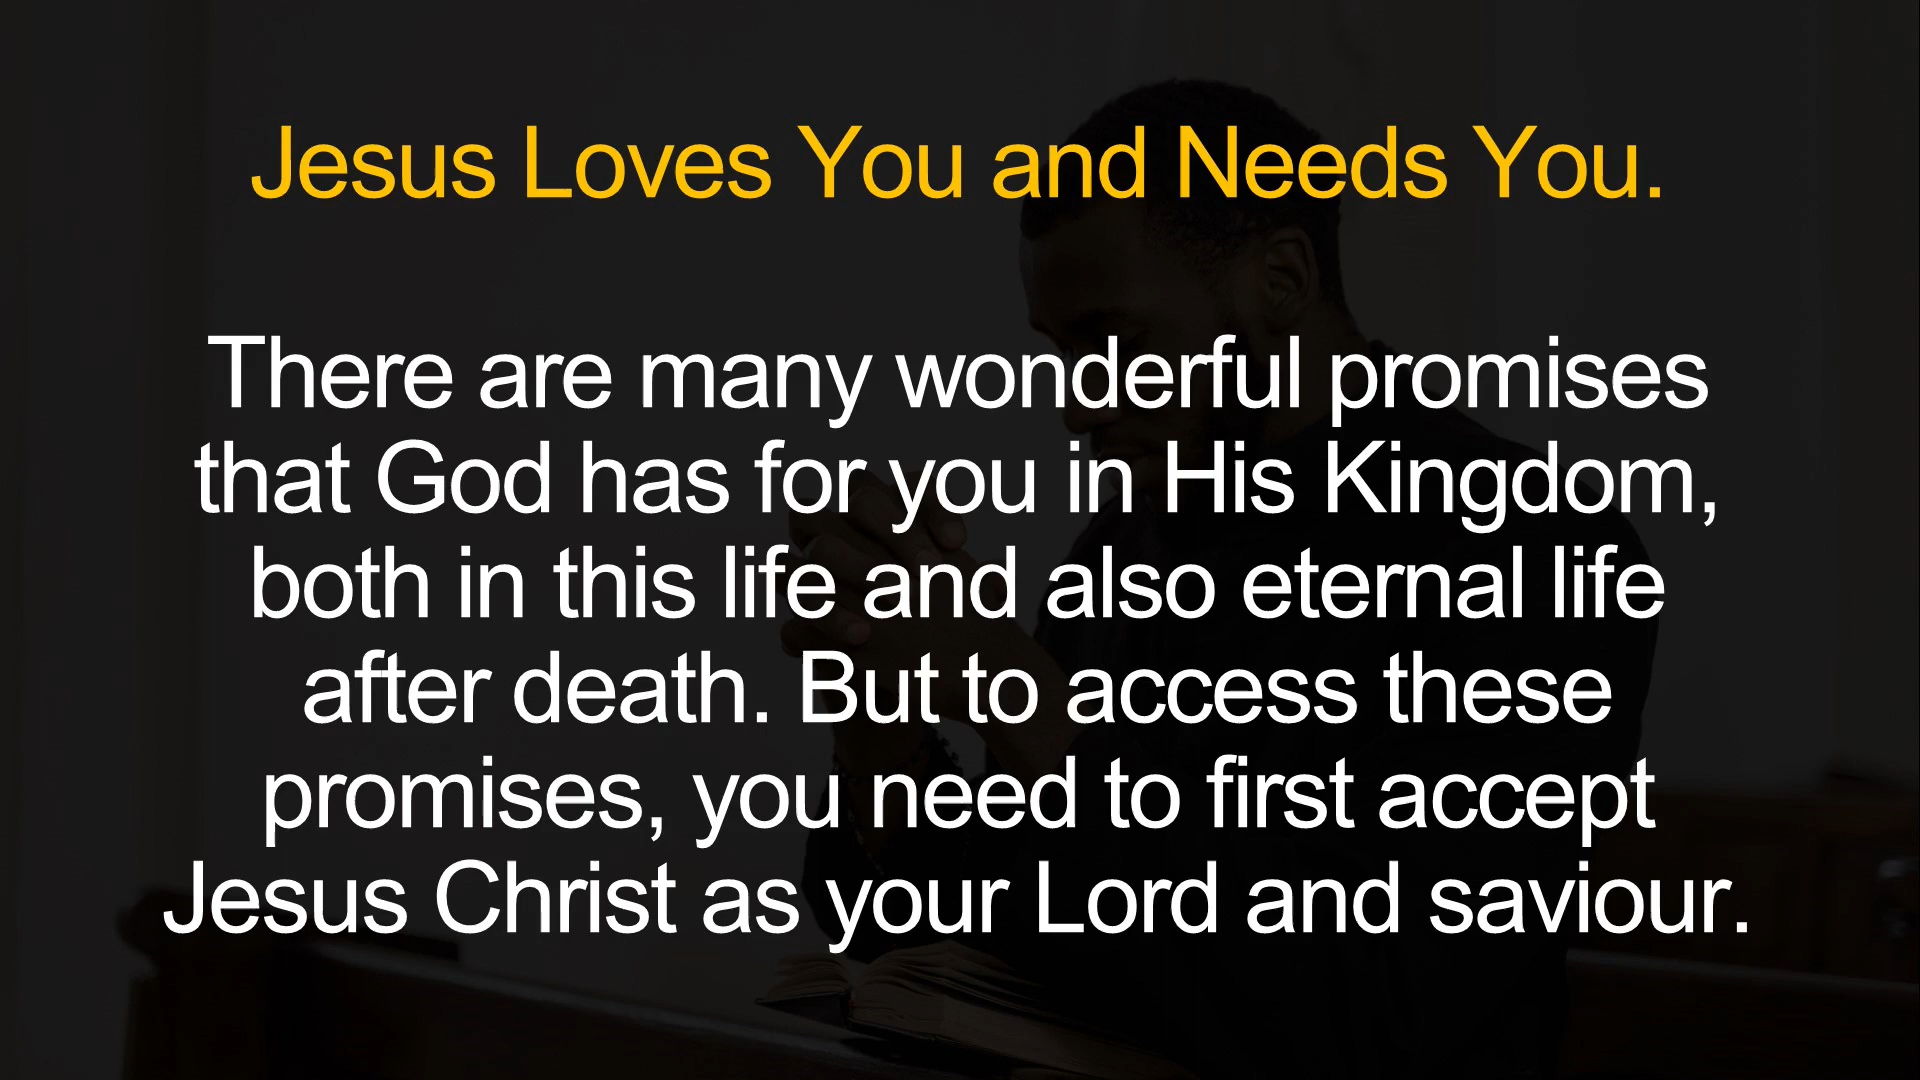 Jesus Loves You and Needs You.
There are many wonderful promises
that God has for you in His Kingdom,
both in this life and also eternal life
after death. But to access these
promises, you need to first accept
Jesus Christ as your Lord and saviour.